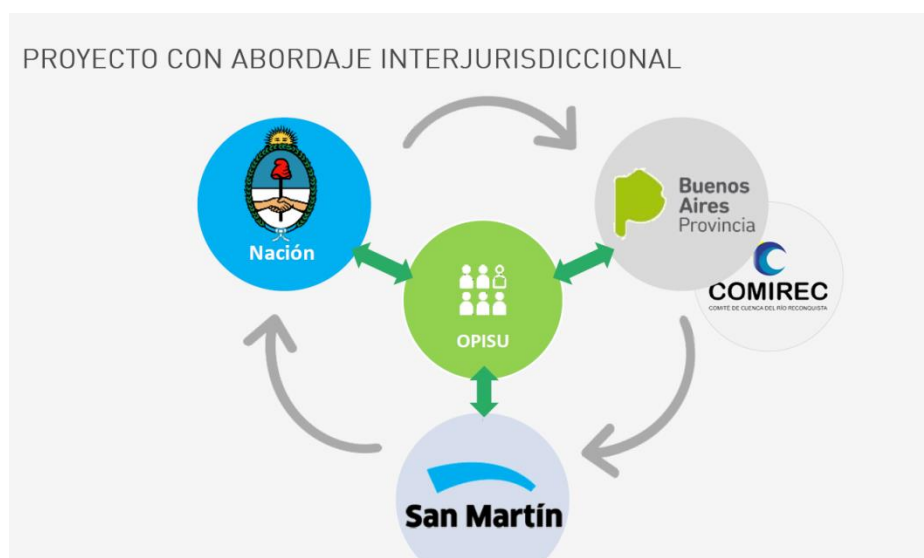 PROYECTO CON ABORDAJE INTERJURISDICCIONAL
Nación
Buenos
Aires
Provincia
COMIREC
COMITÉ DE CUENCA DEL RÍO RECONQUISTA
OPISU
San Martín